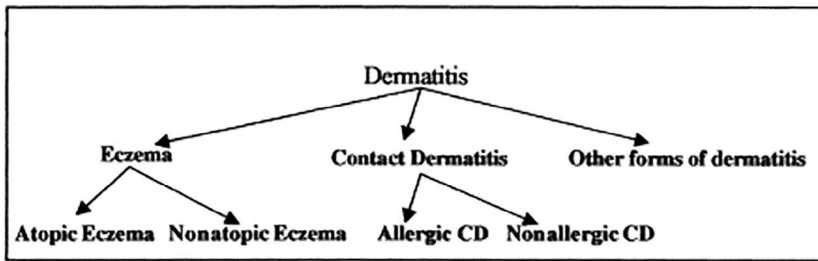 Dermatitis
Eczema Contact Dermatitis Other forms of dermatitis
Atopic Eczema Nonatopic Eczema Allergic CD Nonallergic CD